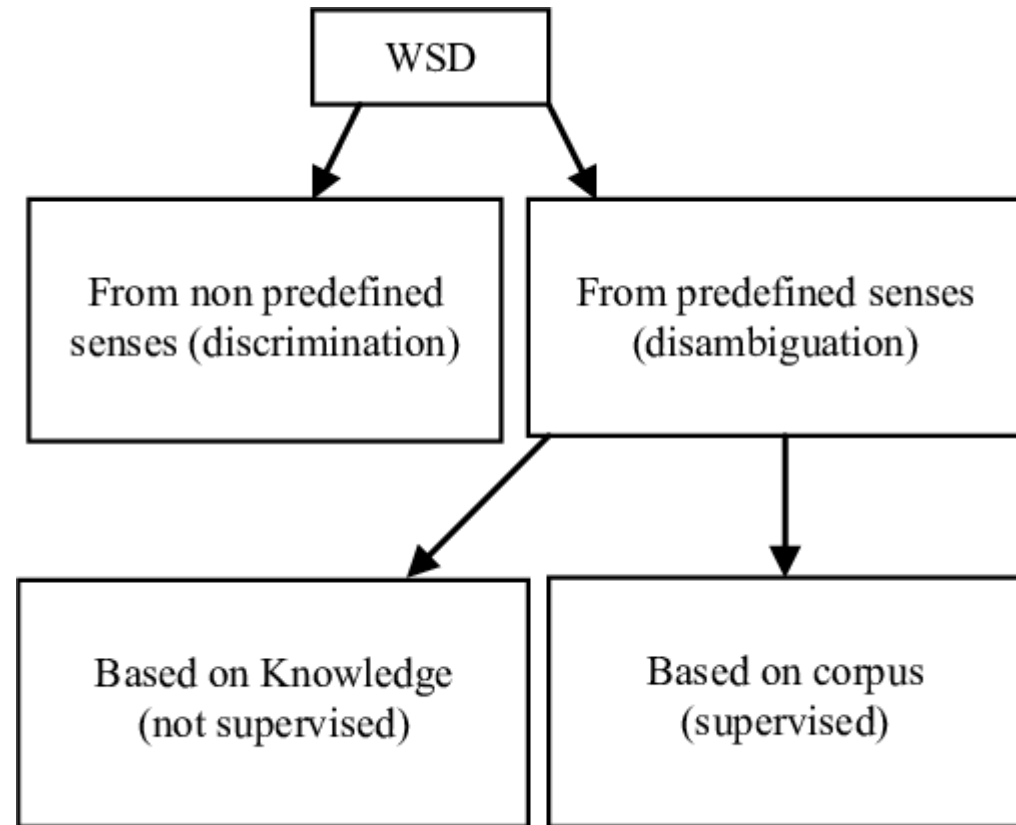 WSD
From non predefined
senses (discrimination)
From predefined senses
(disambiguation)
Based on Knowledge
(not supervised)
Based on corpus
(supervised)